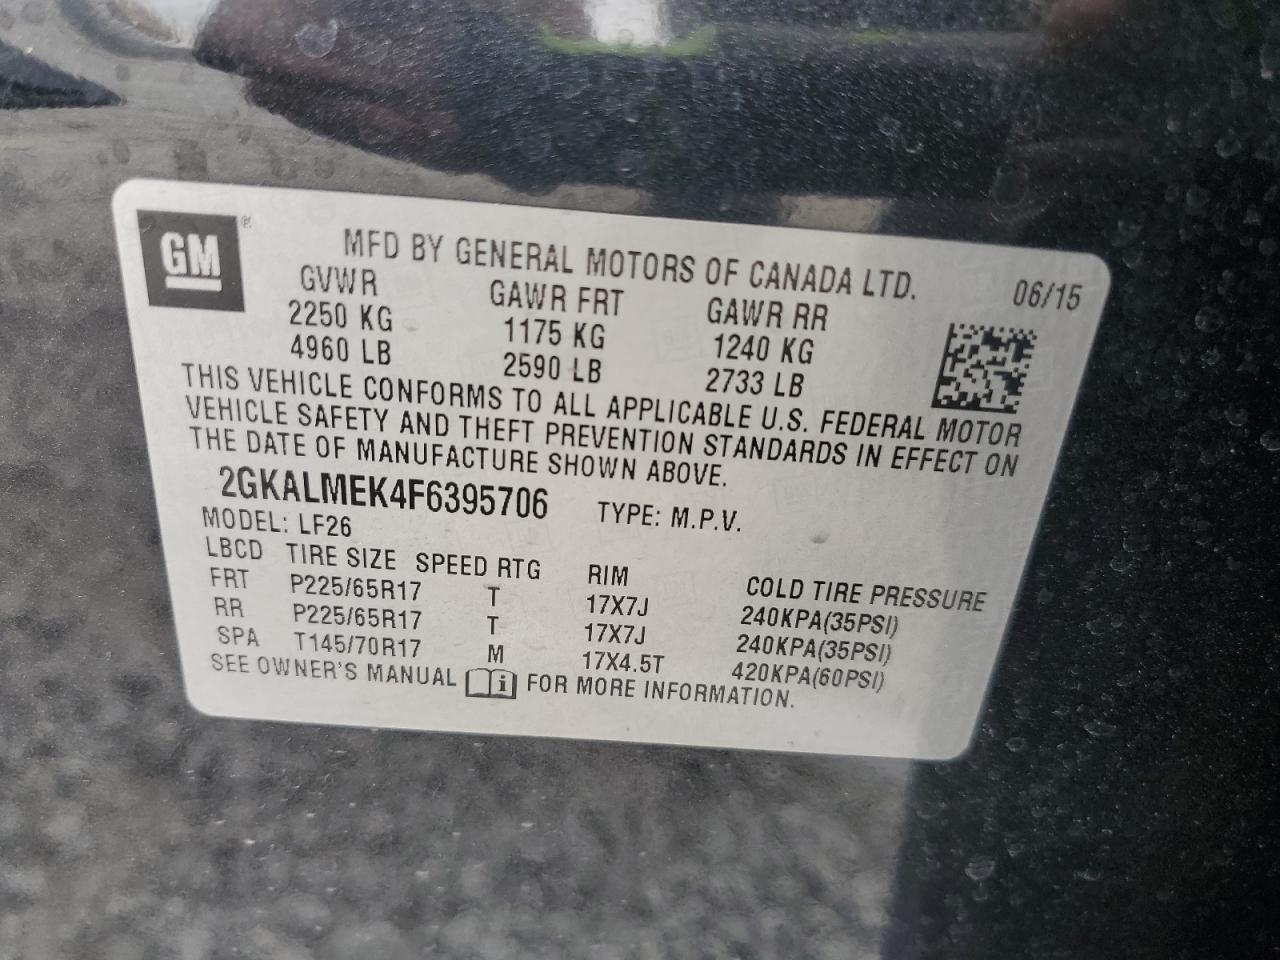 GM ®
MFD BY GENERAL MOTORS OF CANADA LTD.
GVWR GAWR FRT GAWR RR 06/15
2250 KG 1175 KG 1240 KG
4960 LB 2590 LB 2733 LB
THIS VEHICLE CONFORMS TO ALL APPLICABLE U.S. FEDERAL MOTOR
VEHICLE SAFETY AND THEFT PREVENTION STANDARDS IN EFFECT ON
THE DATE OF MANUFACTURE SHOWN ABOVE.
2GKALMEK4F6395706 TYPE: M.P.V.
MODEL: LF26
LBCD TIRE SIZE SPEED RTG RIM COLD TIRE PRESSURE
FRT P225/65R17 T 17X7J 240KPA(35PSI)
RR P225/65R17 T 17X7J 240KPA(35PSI)
SPA T145/70R17 M 17X4.5T 420KPA(60PSI)
SEE OWNER'S MANUAL i FOR MORE INFORMATION.